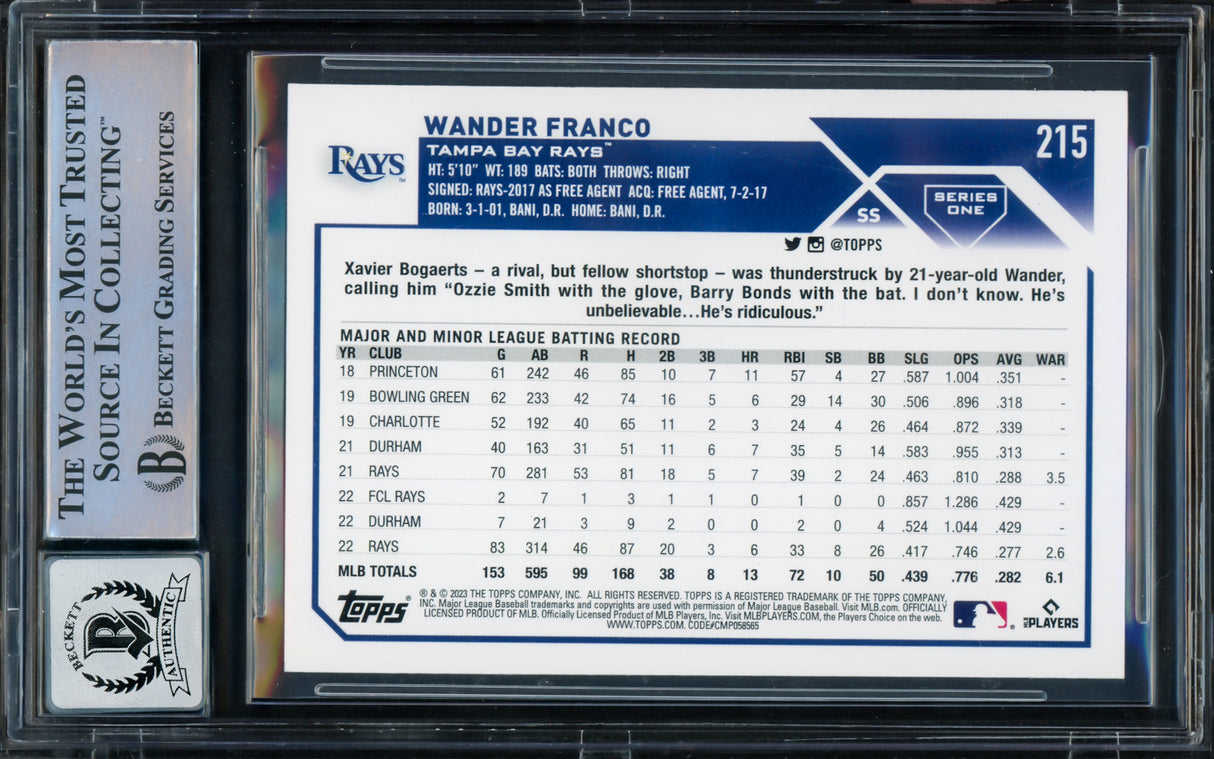 THE WORLD'S MOST TRUSTED
SOURCE IN COLLECTING™
BECKETT GRADING SERVICES
B
BECKETT
B
AUTHENTIC
RAYS™
WANDER FRANCO
TAMPA BAY RAYS™
HT: 5'10" WT: 189 BATS: BOTH THROWS: RIGHT
SIGNED: RAYS-2017 AS FREE AGENT ACQ: FREE AGENT, 7-2-17
BORN: 3-1-01, BANI, D.R. HOME: BANI, D.R.
215
SS
SERIES
ONE
@TOPPS
Xavier Bogaerts – a rival, but fellow shortstop – was thunderstruck by 21-year-old Wander,
calling him “Ozzie Smith with the glove, Barry Bonds with the bat. I don't know. He's
unbelievable...He's ridiculous.”
MAJOR AND MINOR LEAGUE BATTING RECORD
YR CLUB G AB R H 2B 3B HR RBI SB BB SLG OPS AVG WAR
18 PRINCETON 61 242 46 85 10 7 11 57 4 27 .587 1.004 .351 -
19 BOWLING GREEN 62 233 42 74 16 5 6 29 14 30 .506 .896 .318 -
19 CHARLOTTE 52 192 40 65 11 2 3 24 4 26 .464 .872 .339 -
21 DURHAM 40 163 31 51 11 6 7 35 5 14 .583 .955 .313 -
21 RAYS 70 281 53 81 18 5 7 39 2 24 .463 .810 .288 3.5
22 FCL RAYS 2 7 1 3 1 1 0 1 0 0 .857 1.286 .429 -
22 DURHAM 7 21 3 9 2 0 0 2 0 4 .524 1.044 .429 -
22 RAYS 83 314 46 87 20 3 6 33 8 26 .417 .746 .277 2.6
MLB TOTALS 153 595 99 168 38 8 13 72 10 50 .439 .776 .282 6.1
Topps®
® & © 2023 THE TOPPS COMPANY, INC. ALL RIGHTS RESERVED. TOPPS IS A REGISTERED TRADEMARK OF THE TOPPS COMPANY,
INC. Major League Baseball trademarks and copyrights are used with permission of Major League Baseball. Visit MLB.com. OFFICIALLY
LICENSED PRODUCT OF MLB. Officially Licensed Product of MLB Players, Inc. Visit MLBPLAYERS.COM, the Players Choice on the web.
WWW.TOPPS.COM. CODE#CMP058565
MLB PLAYERS